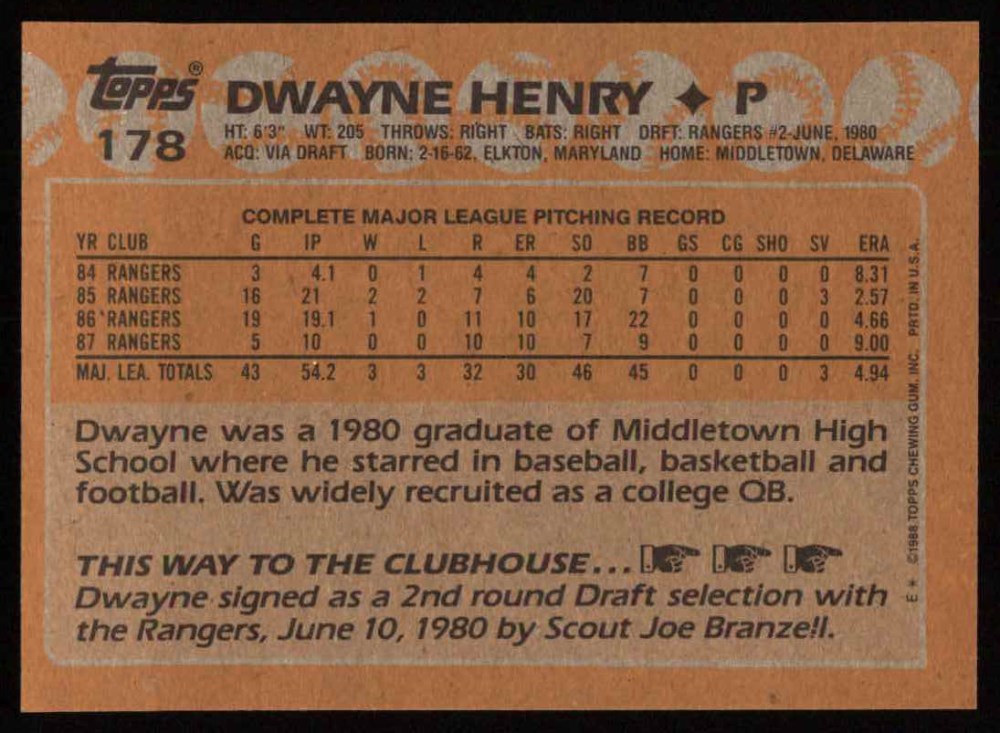 Topps® DWAYNE HENRY ✦ P
178
HT: 6'3" WT: 205 THROWS: RIGHT BATS: RIGHT DRFT: RANGERS #2-JUNE, 1980
ACQ: VIA DRAFT BORN: 2-16-62, ELKTON, MARYLAND HOME: MIDDLETOWN, DELAWARE
COMPLETE MAJOR LEAGUE PITCHING RECORD
YR CLUB G IP W L R ER SO BB GS CG SHO SV ERA
84 RANGERS 3 4.1 0 1 4 4 2 7 0 0 0 0 8.31
85 RANGERS 16 21 2 2 7 6 20 7 0 0 0 3 2.57
86 RANGERS 19 19.1 1 0 11 10 17 22 0 0 0 0 4.66
87 RANGERS 5 10 0 0 10 10 7 9 0 0 0 0 9.00
MAJ. LEA. TOTALS 43 54.2 3 3 32 30 46 45 0 0 0 3 4.94
Dwayne was a 1980 graduate of Middletown High
School where he starred in baseball, basketball and
football. Was widely recruited as a college QB.
THIS WAY TO THE CLUBHOUSE...
Dwayne signed as a 2nd round Draft selection with
the Rangers, June 10, 1980 by Scout Joe Branzell.
E * ©1988 TOPPS CHEWING GUM, INC. PRTD. IN U.S.A.